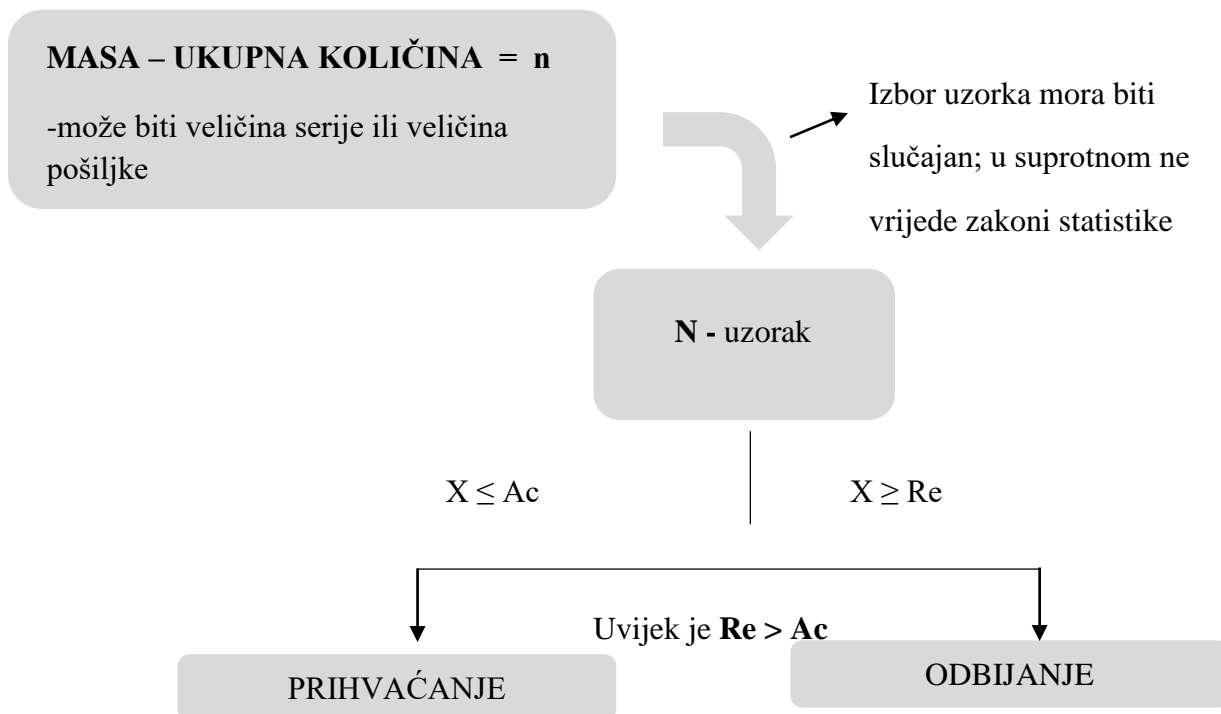 MASA – UKUPNA KOLIČINA = n
-može biti veličina serije ili veličina
pošiljke
Izbor uzorka mora biti
slučajan; u suprotnom ne
vrijede zakoni statistike
N - uzorak
X ≤ Ac
X ≥ Re
Uvijek je Re > Ac
PRIHVAĆANJE
ODBIJANJE